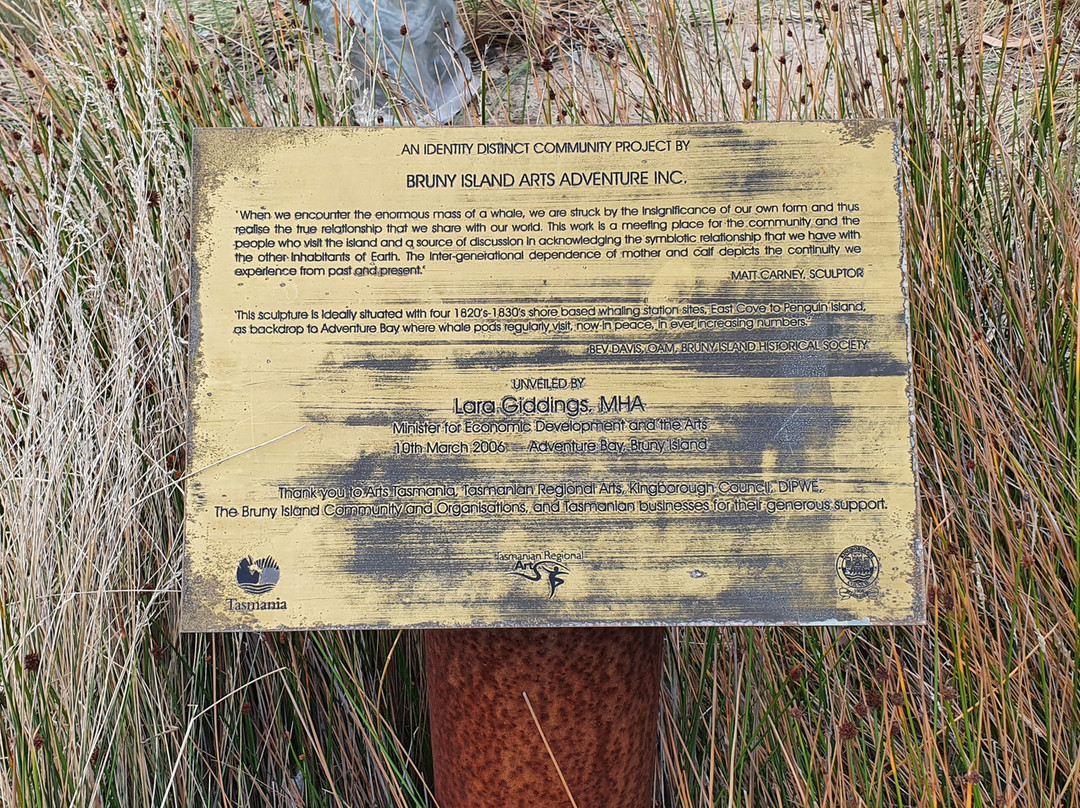 AN IDENTITY DISTINCT COMMUNITY PROJECT BY
BRUNY ISLAND ARTS ADVENTURE INC.
'When we encounter the enormous mass of a whale, we are struck by the insignificance of our own form and thus
realise the true relationship that we share with our world. This work is a meeting place for the community and the
people who visit the island and a source of discussion in acknowledging the symbiotic relationship that we have with
the other inhabitants of Earth. The inter-generational dependence of mother and calf depicts the continuity we
experience from past and present.'
MATT CARNEY, SCULPTOR
'This sculpture is ideally situated with four 1820's-1830's shore based whaling station sites, East Cove to Penguin Island,
as backdrop to Adventure Bay where whale pods regularly visit, now in peace, in ever increasing numbers.'
BEV DAVIS, OAM, BRUNY ISLAND HISTORICAL SOCIETY
UNVEILED BY
Lara Giddings, MHA
Minister for Economic Development and the Arts
10th March 2006 Adventure Bay, Bruny Island
Thank you to Arts Tasmania, Tasmanian Regional Arts, Kingborough Council, DIPWE,
The Bruny Island Community and Organisations, and Tasmanian businesses for their generous support.
Tasmanian Regional
Arts
Tasmania